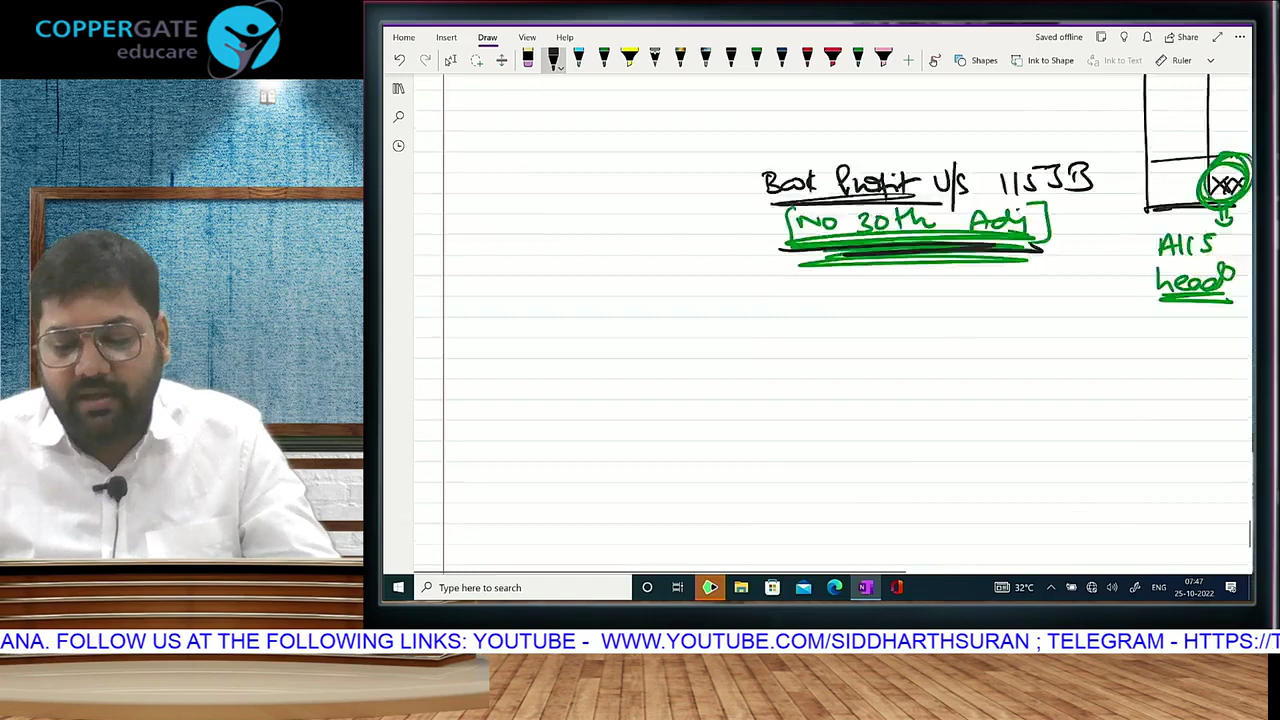 COPPERGATE
educare
Home Insert Draw View Help
Saved offline
Share
Shapes
Ink to Shape
Ink to Text
Ruler
Book Profit U/S 115JB
[No 30th Adj]
XXX
All 5
heads
Type here to search
32°C
ENG
07:47
25-10-2022
ANA. FOLLOW US AT THE FOLLOWING LINKS: YOUTUBE - WWW.YOUTUBE.COM/SIDDHARTHSURAN ; TELEGRAM - HTTPS://T